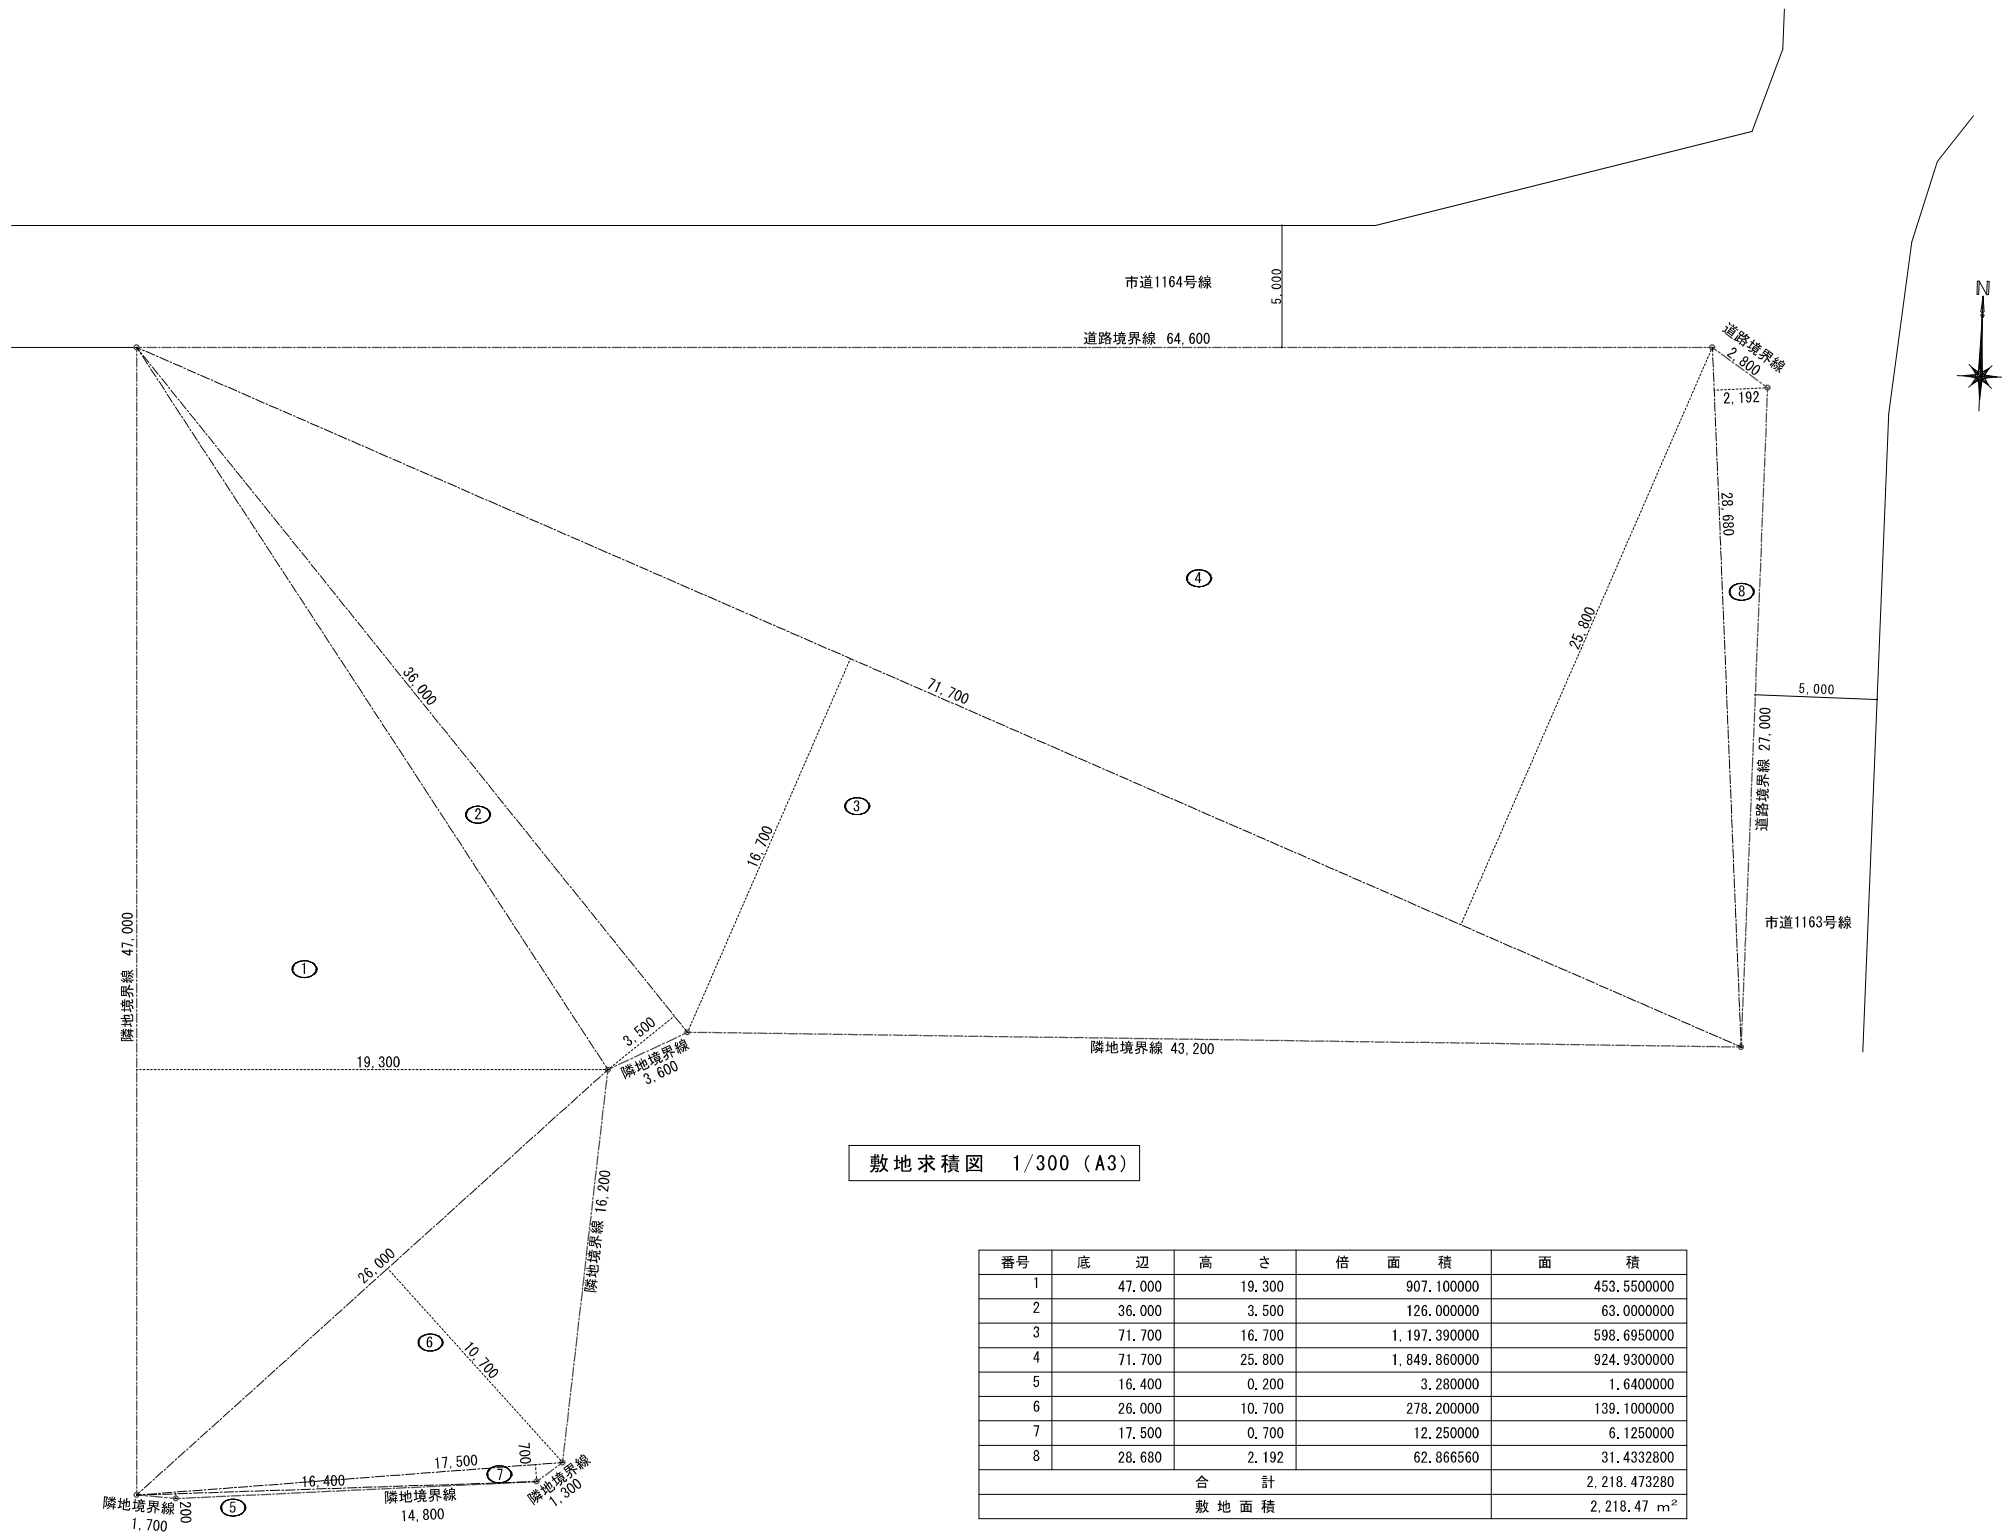 市道1164号線
5,000
道路境界線 64,600
道路境界線
2,800
2,192
N
28,680
4
8
25,800
36,000
71,700
5,000
道路境界線 27,000
2
3
16,700
市道1163号線
隣地境界線 47,000
1
3,500
隣地境界線
3,600
隣地境界線 43,200
19,300
敷地求積図 1/300 (A3)
隣地境界線 16,200
26,000
6
10,700
17,500
700
7
16,400
隣地境界線
1,300
隣地境界線
14,800
隣地境界線
1,700
200
5
番号 底辺 高さ 倍面積 面積
1 47.000 19.300 907.100000 453.5500000
2 36.000 3.500 126.000000 63.0000000
3 71.700 16.700 1,197.390000 598.6950000
4 71.700 25.800 1,849.860000 924.9300000
5 16.400 0.200 3.280000 1.6400000
6 26.000 10.700 278.200000 139.1000000
7 17.500 0.700 12.250000 6.1250000
8 28.680 2.192 62.866560 31.4332800
合計 2,218.473280
敷地面積 2,218.47 m²